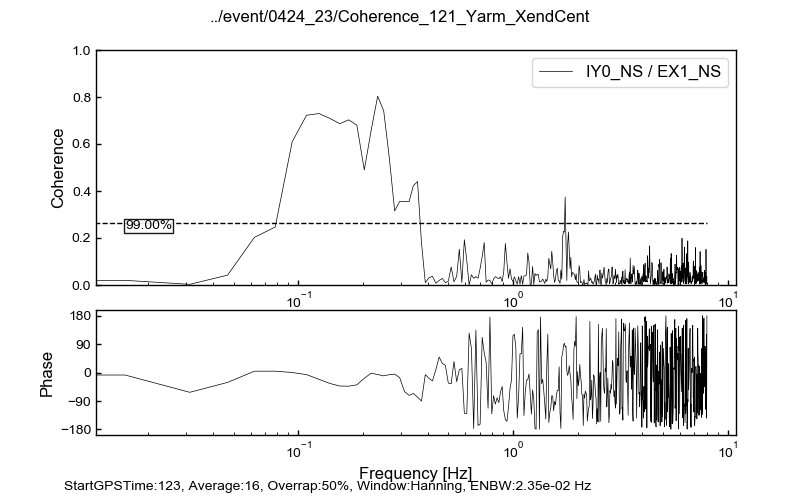 ../event/0424_23/Coherence_121_Yarm_XendCent
1.0
IY0_NS / EX1_NS
0.8
0.6
Coherence
0.4
99.00%
0.2
0.0
10⁻¹ 10⁰ 10¹
180
90
Phase
0
−90
−180
10⁻¹ 10⁰ 10¹
Frequency [Hz]
StartGPSTime:123, Average:16, Overrap:50%, Window:Hanning, ENBW:2.35e-02 Hz